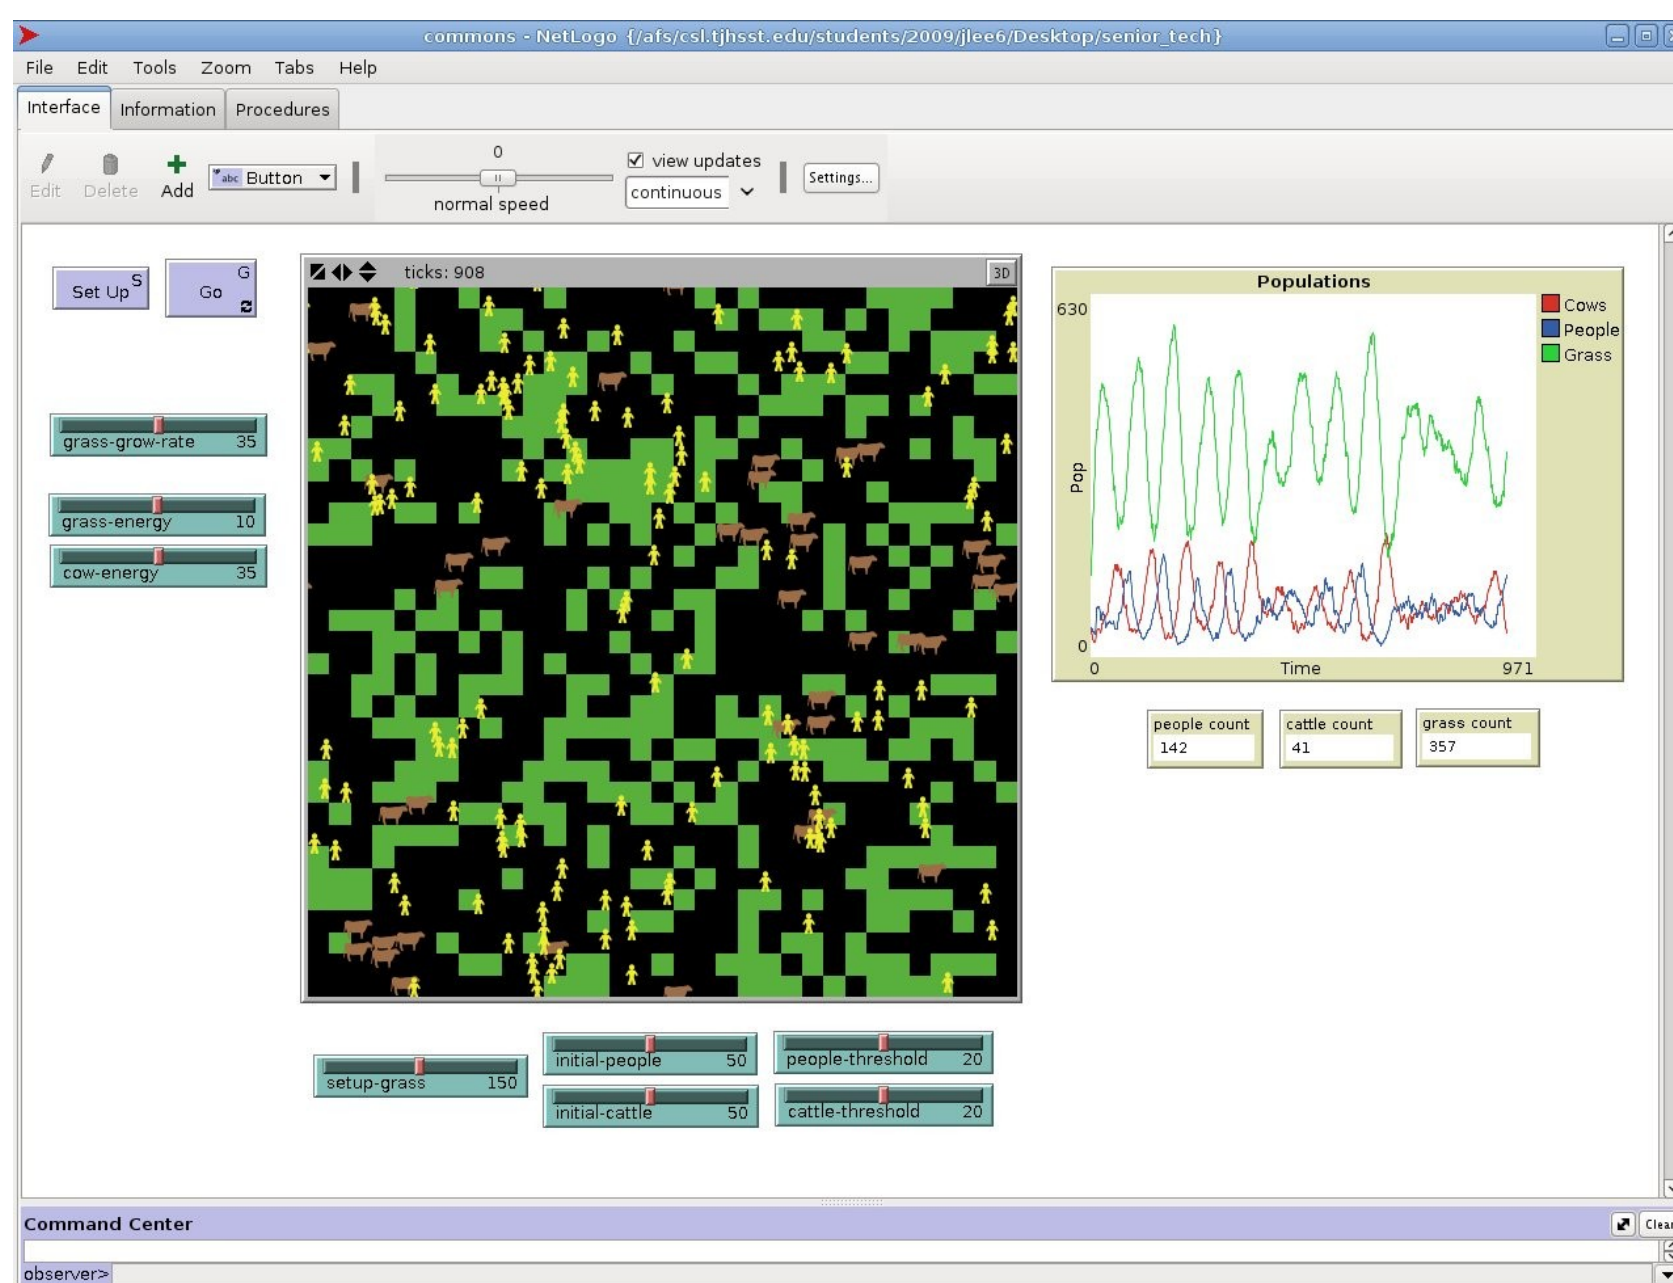 commons - NetLogo {/afs/csl.tjhsst.edu/students/2009/jlee6/Desktop/senior_tech}
File Edit Tools Zoom Tabs Help
Interface Information Procedures
0
view updates
Edit Delete Add abc Button continuous Settings...
normal speed
Set Up S
Go G
ticks: 908 3D
grass-grow-rate 35
grass-energy 10
cow-energy 35
Populations
630
Pop
0
0 Time 971
Cows
People
Grass
people count
142
cattle count
41
grass count
357
setup-grass 150
initial-people 50
people-threshold 20
initial-cattle 50
cattle-threshold 20
Command Center
Clear
observer>